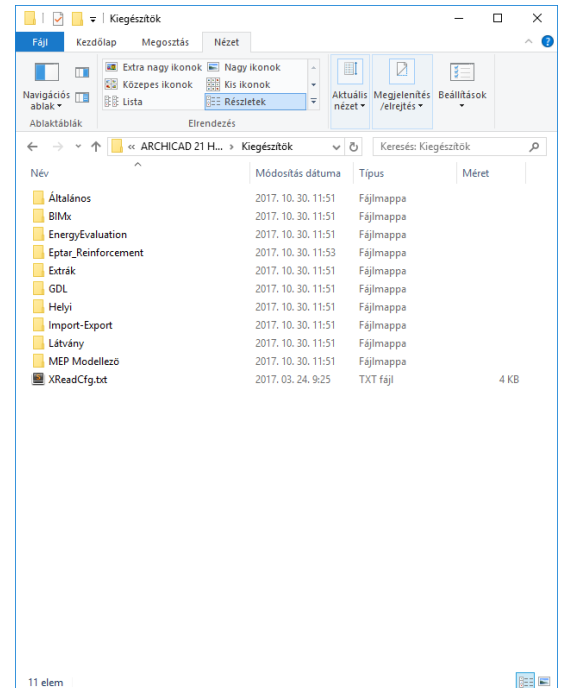 Kiegészítők
Fájl Kezdőlap Megosztás Nézet
Navigációs ablak
Extra nagy ikonok Nagy ikonok
Közepes ikonok Kis ikonok
Lista Részletek
Aktuális nézet
Megjelenítés /elrejtés
Beállítások
Ablaktáblák Elrendezés
« ARCHICAD 21 H... › Kiegészítők Keresés: Kiegészítők
Név Módosítás dátuma Típus Méret
Általános 2017. 10. 30. 11:51 Fájlmappa
BIMx 2017. 10. 30. 11:51 Fájlmappa
EnergyEvaluation 2017. 10. 30. 11:51 Fájlmappa
Eptar_Reinforcement 2017. 10. 30. 11:53 Fájlmappa
Extrák 2017. 10. 30. 11:51 Fájlmappa
GDL 2017. 10. 30. 11:51 Fájlmappa
Helyi 2017. 10. 30. 11:51 Fájlmappa
Import-Export 2017. 10. 30. 11:51 Fájlmappa
Látvány 2017. 10. 30. 11:51 Fájlmappa
MEP Modellező 2017. 10. 30. 11:51 Fájlmappa
XReadCfg.txt 2017. 03. 24. 9:25 TXT fájl 4 KB
11 elem